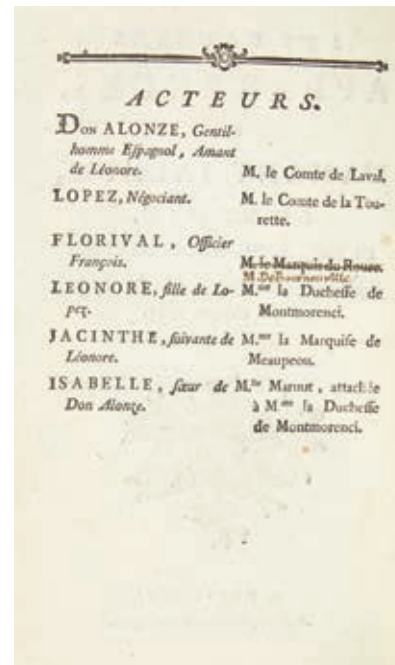 ACTEURS.
DON ALONZE, Gentil-
homme Eſpagnol, Amant
de Léonore. M. le Comte de Laval.
LOPEZ, Négociant. M. le Comte de la Tou-
rette.
FLORIVAL, Officier
François. M. le Marquis du Roure.
LEONORE, fille de Lo- M.me la Ducheſſe de
pez. Montmorenci.
JACINTHE, ſuivante de M.me la Marquiſe de
Léonore. Meaupeou.
ISABELLE, ſœur de M.lle Marmut, attachée
Don Alonze. à M.me la Ducheſſe
de Montmorenci.